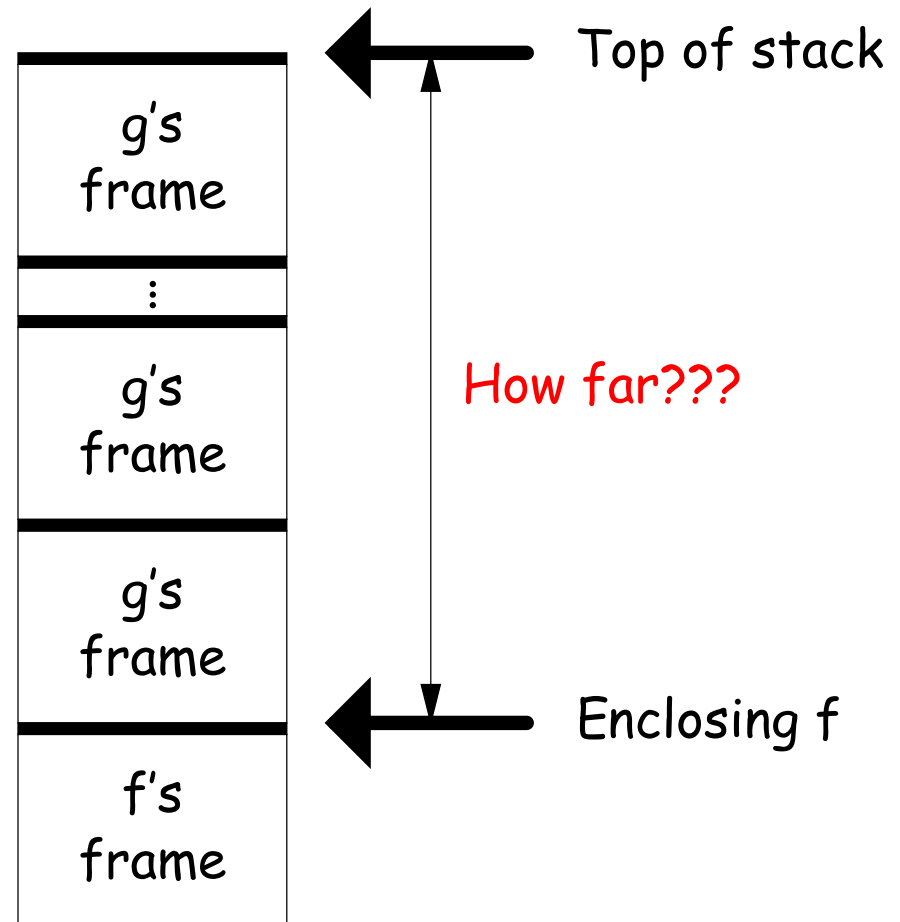 Top of stack
g's
frame
⋮
g's
frame
How far???
g's
frame
Enclosing f
f's
frame